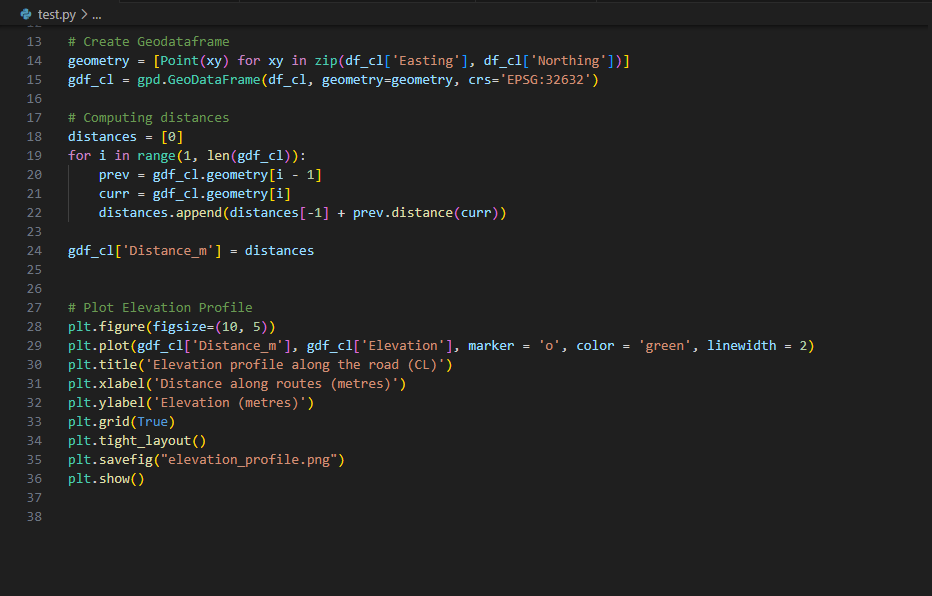 test.py > ...
13 # Create Geodataframe
14 geometry = [Point(xy) for xy in zip(df_cl['Easting'], df_cl['Northing'])]
15 gdf_cl = gpd.GeoDataFrame(df_cl, geometry=geometry, crs='EPSG:32632')
16
17 # Computing distances
18 distances = [0]
19 for i in range(1, len(gdf_cl)):
20     prev = gdf_cl.geometry[i - 1]
21     curr = gdf_cl.geometry[i]
22     distances.append(distances[-1] + prev.distance(curr))
23
24 gdf_cl['Distance_m'] = distances
25
26
27 # Plot Elevation Profile
28 plt.figure(figsize=(10, 5))
29 plt.plot(gdf_cl['Distance_m'], gdf_cl['Elevation'], marker = 'o', color = 'green', linewidth = 2)
30 plt.title('Elevation profile along the road (CL)')
31 plt.xlabel('Distance along routes (metres)')
32 plt.ylabel('Elevation (metres)')
33 plt.grid(True)
34 plt.tight_layout()
35 plt.savefig("elevation_profile.png")
36 plt.show()
37
38